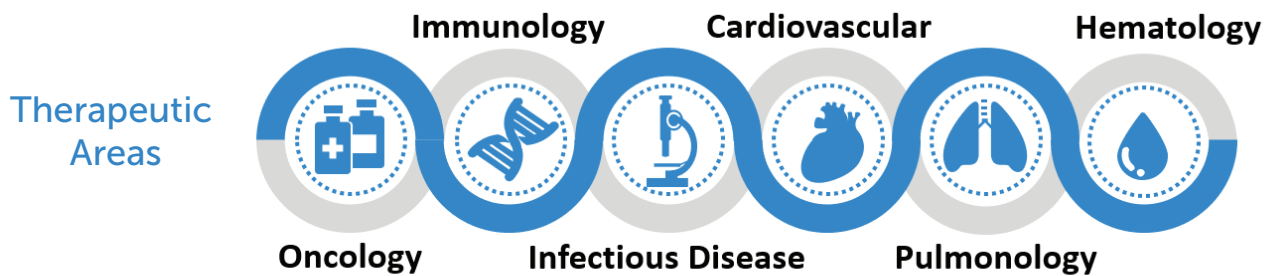 Immunology
Cardiovascular
Hematology
Therapeutic
Areas
Oncology
Infectious Disease
Pulmonology